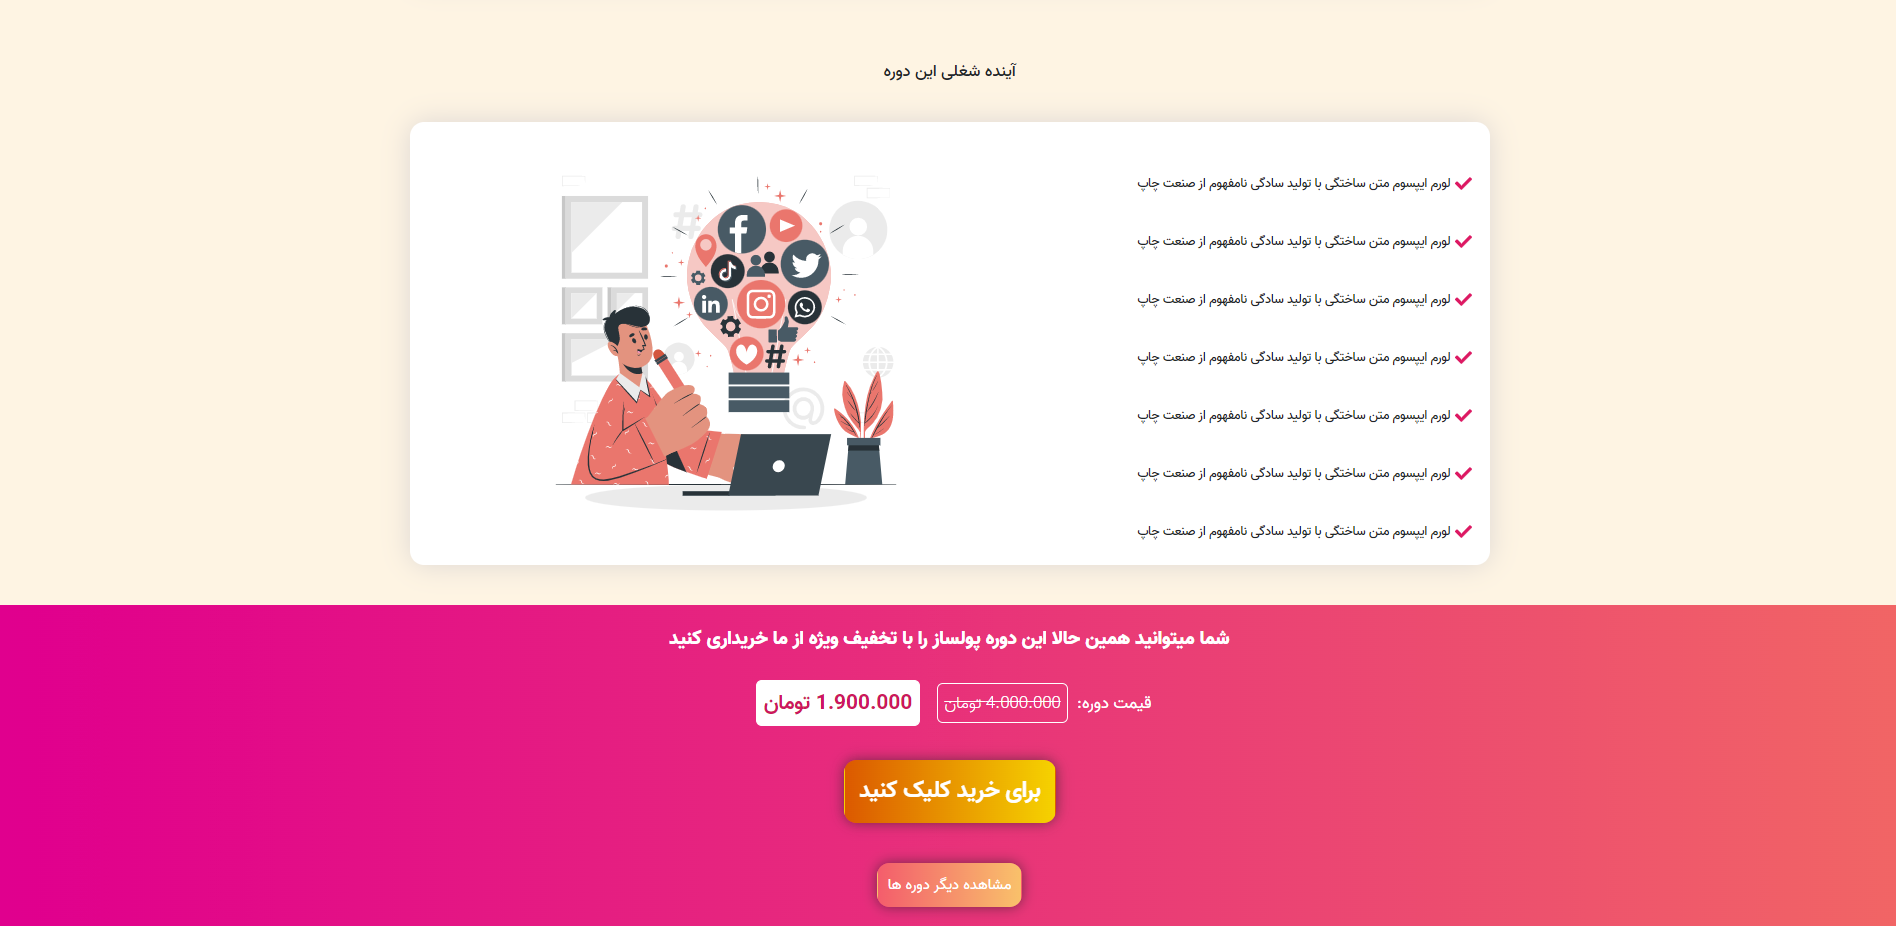 آینده شغلی این دوره
لورم ایپسوم متن ساختگی با تولید سادگی نامفهوم از صنعت چاپ
لورم ایپسوم متن ساختگی با تولید سادگی نامفهوم از صنعت چاپ
لورم ایپسوم متن ساختگی با تولید سادگی نامفهوم از صنعت چاپ
لورم ایپسوم متن ساختگی با تولید سادگی نامفهوم از صنعت چاپ
لورم ایپسوم متن ساختگی با تولید سادگی نامفهوم از صنعت چاپ
لورم ایپسوم متن ساختگی با تولید سادگی نامفهوم از صنعت چاپ
لورم ایپسوم متن ساختگی با تولید سادگی نامفهوم از صنعت چاپ
شما میتوانید همین حالا این دوره پولساز را با تخفیف ویژه از ما خریداری کنید
قیمت دوره: 4.000.000 تومان 1.900.000 تومان
برای خرید کلیک کنید
مشاهده دیگر دوره ها